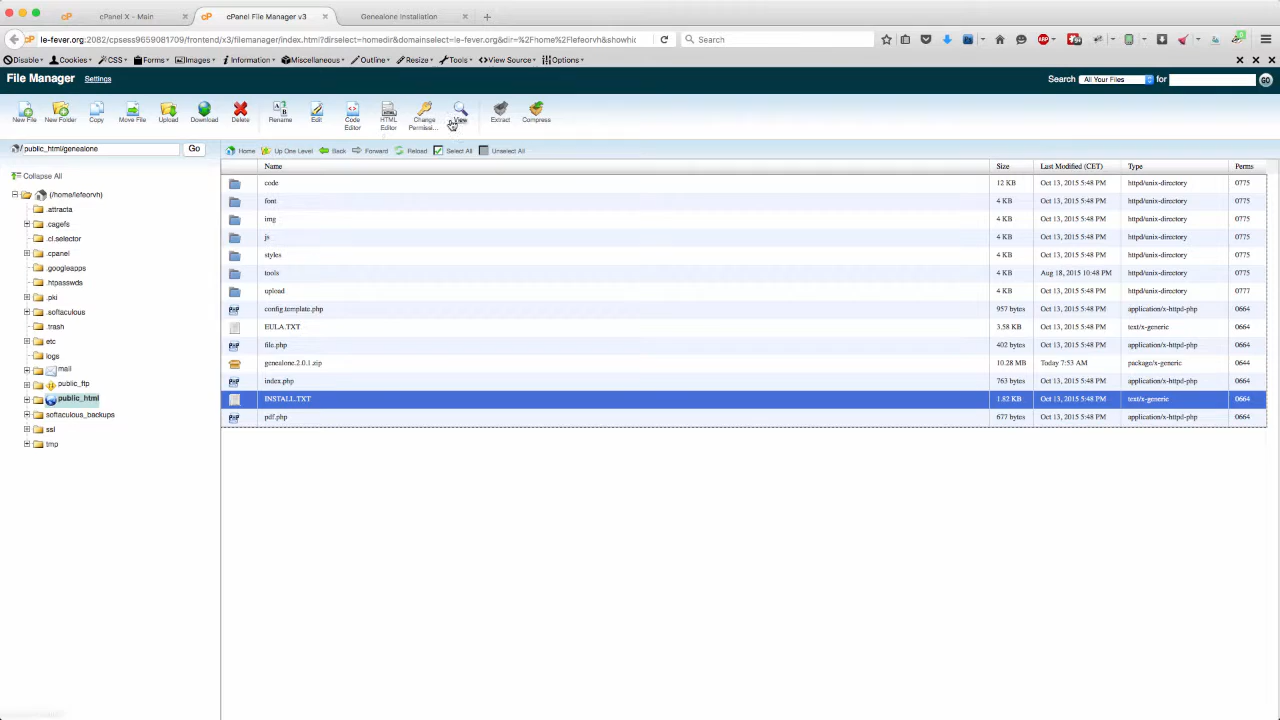 cPanel X - Main
cPanel File Manager v3
Genealone Installation
le-fever.org:2082/cpsess9659081709/frontend/x3/filemanager/index.html?dirselect=homedir&domainselect=le-fever.org&dir=%2Fhome%2Flefeorvh&showhic
Search
Disable Cookies CSS Forms Images Information Miscellaneous Outline Resize Tools View Source Options
File Manager Settings
Search All Your Files for GO
New File New Folder Copy Move File Upload Download Delete Rename Edit Code Editor HTML Editor Change Permissi... View Extract Compress
/public_html/genealone Go
Home Up One Level Back Forward Reload Select All Unselect All
Collapse All
(/home/lefeorvh)
.attracta
.cagefs
.cl.selector
.cpanel
.googleapps
.htpasswds
.pki
.softaculous
.trash
etc
logs
mail
public_ftp
public_html
softaculous_backups
ssl
tmp
Name Size Last Modified (CET) Type Perms
code 12 KB Oct 13, 2015 5:48 PM httpd/unix-directory 0775
font 4 KB Oct 13, 2015 5:48 PM httpd/unix-directory 0775
img 4 KB Oct 13, 2015 5:48 PM httpd/unix-directory 0775
js 4 KB Oct 13, 2015 5:48 PM httpd/unix-directory 0775
styles 4 KB Oct 13, 2015 5:48 PM httpd/unix-directory 0775
tools 4 KB Aug 18, 2015 10:48 PM httpd/unix-directory 0775
upload 4 KB Oct 13, 2015 5:48 PM httpd/unix-directory 0777
config.template.php 957 bytes Oct 13, 2015 5:48 PM application/x-httpd-php 0664
EULA.TXT 3.58 KB Oct 13, 2015 5:48 PM text/x-generic 0664
file.php 402 bytes Oct 13, 2015 5:48 PM application/x-httpd-php 0664
genealone.2.0.1.zip 10.28 MB Today 7:53 AM package/x-generic 0644
index.php 763 bytes Oct 13, 2015 5:48 PM application/x-httpd-php 0664
INSTALL.TXT 1.82 KB Oct 13, 2015 5:48 PM text/x-generic 0664
pdf.php 677 bytes Oct 13, 2015 5:48 PM application/x-httpd-php 0664